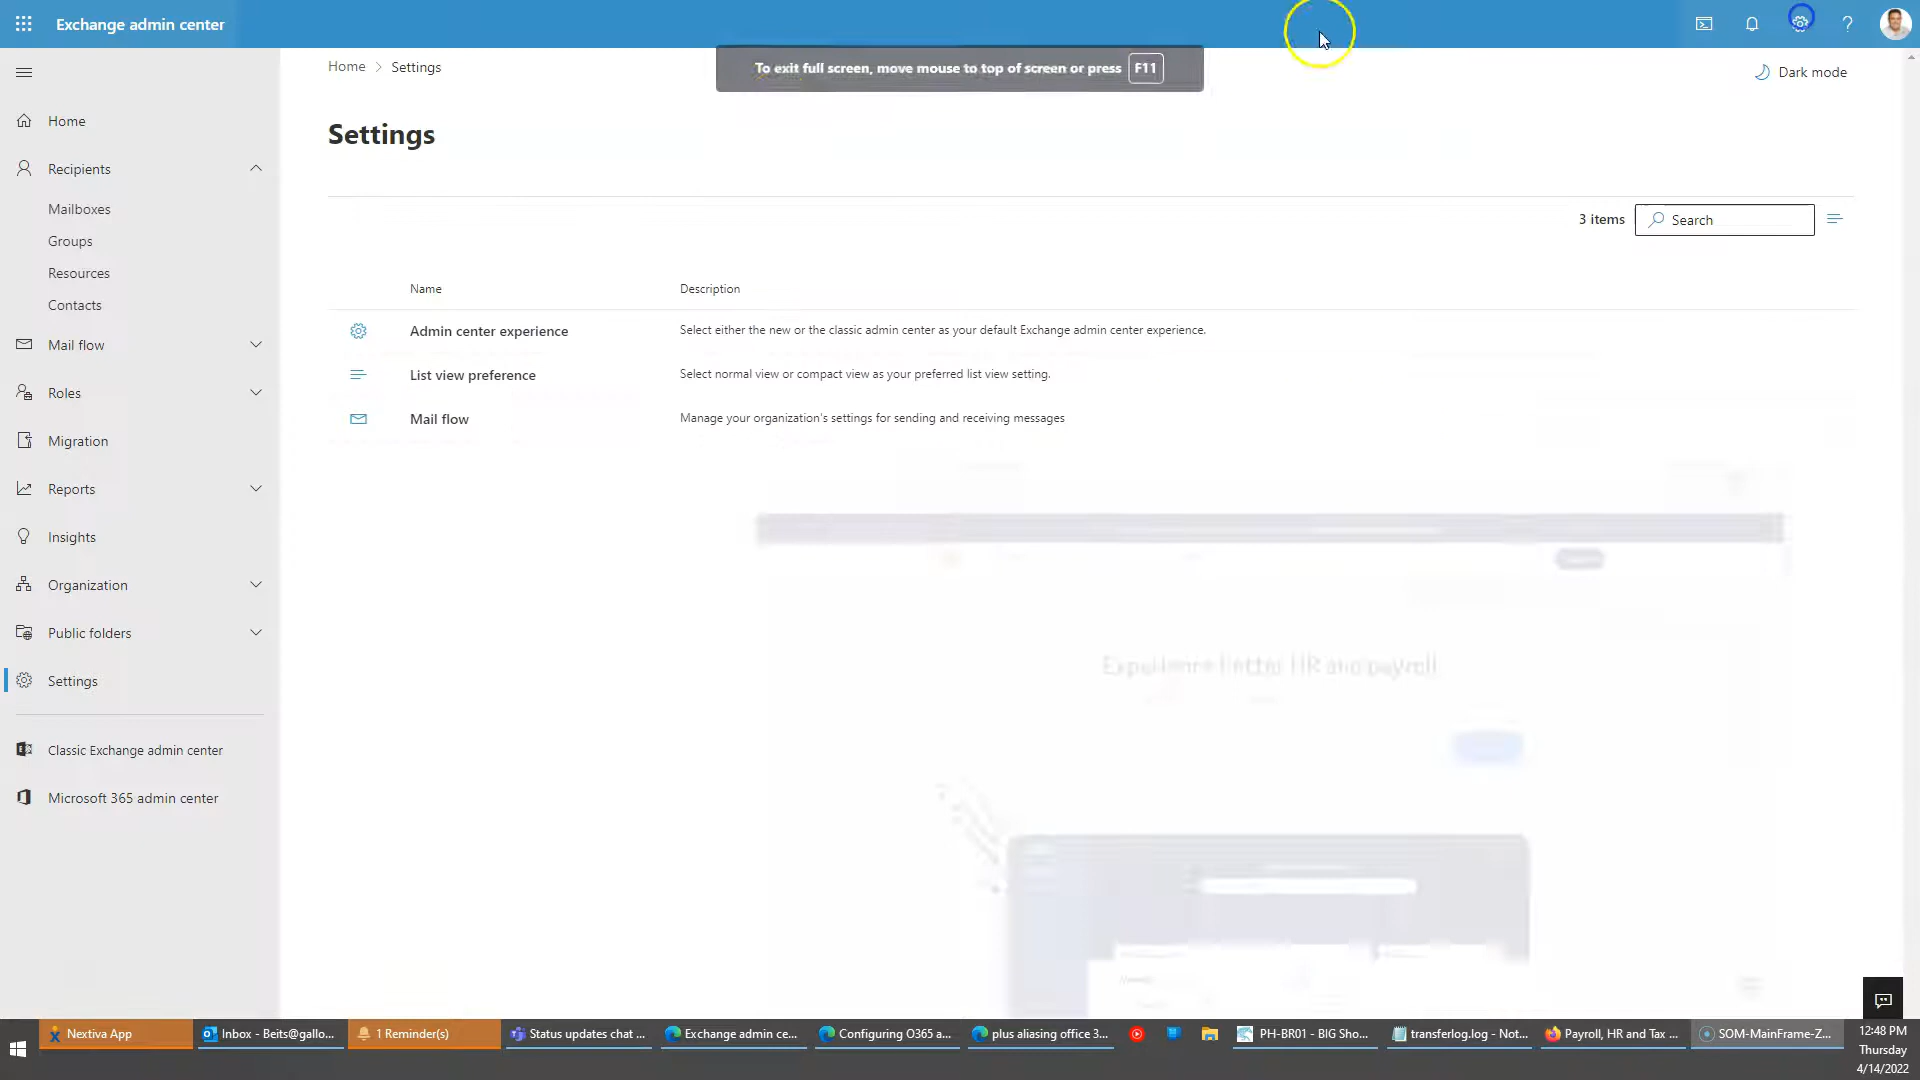 Exchange admin center
To exit full screen, move mouse to top of screen or press F11
Home > Settings
Dark mode
Settings
3 items
Search
Name
Description
Admin center experience
Select either the new or the classic admin center as your default Exchange admin center experience.
List view preference
Select normal view or compact view as your preferred list view setting.
Mail flow
Manage your organization's settings for sending and receiving messages
Home
Recipients
Mailboxes
Groups
Resources
Contacts
Mail flow
Roles
Migration
Reports
Insights
Organization
Public folders
Settings
Classic Exchange admin center
Microsoft 365 admin center
Experience better HR and payroll
Nextiva App
Inbox - Beits@gallo...
1 Reminder(s)
Status updates chat ...
Exchange admin ce...
Configuring O365 a...
plus aliasing office 3...
PH-BR01 - BIG Sho...
transferlog.log - Not...
Payroll, HR and Tax ...
SOM-MainFrame-Z...
12:48 PM
Thursday
4/14/2022